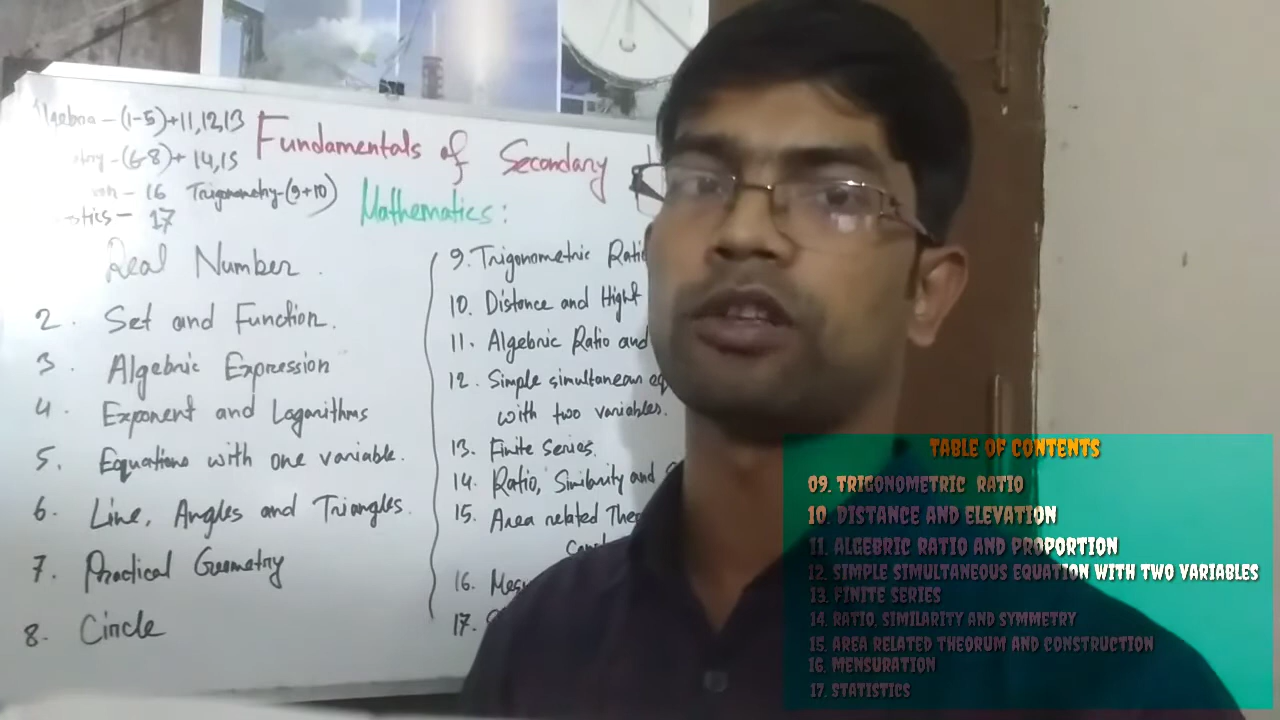 Algebra - (1-5)+11,12,13
-(6-8)+ 14,15
- 16 Trigonometry-(9+10)
stics - 17
Fundamentals of Secondary
Mathematics:
Real Number.
2. Set and Function.
3. Algebric Expression
4. Exponent and Logarithms
5. Equations with one variable.
6. Line, Angles and Triangles.
7. Practical Geometry
8. Circle
9. Trigonometric Ratio
10. Distance and Hight
11. Algebric Ratio and
12. Simple simultaneous eq
with two variables.
13. Finite Series.
14. Ratio, Similarity and
15. Area related Theo
Const
16. Mes
17. S
TABLE OF CONTENTS
09. TRIGONOMETRIC RATIO
10. DISTANCE AND ELEVATION
11. ALGEBRIC RATIO AND PROPORTION
12. SIMPLE SIMULTANEOUS EQUATION WITH TWO VARIABLES
13. FINITE SERIES
14. RATIO, SIMILARITY AND SYMMETRY
15. AREA RELATED THEORUM AND CONSTRUCTION
16. MENSURATION
17. STATISTICS